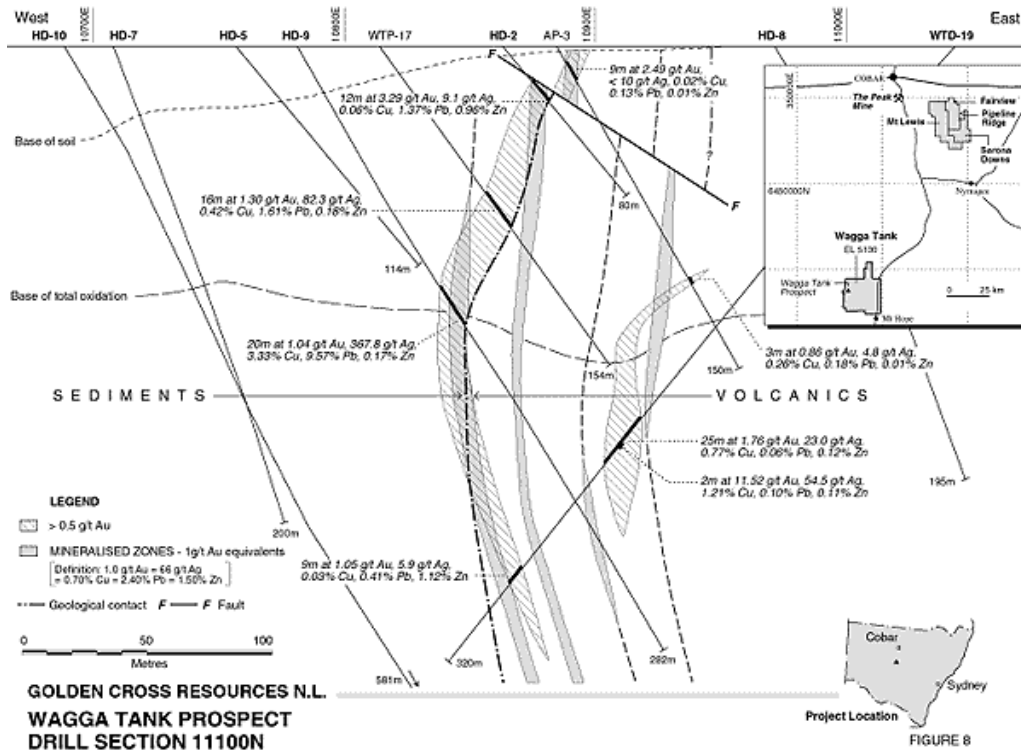 West
East
10700E
10800E
10900E
11000E
HD-10
HD-7
HD-5
HD-9
WTP-17
HD-2
AP-3
HD-8
WTD-19
F
9m at 2.49 g/t Au,
< 10 g/t Ag, 0.02% Cu,
0.13% Pb, 0.01% Zn
12m at 3.29 g/t Au, 9.1 g/t Ag,
0.06% Cu, 1.37% Pb, 0.96% Zn
Base of soil
?
16m at 1.30 g/t Au, 82.3 g/t Ag,
0.42% Cu, 1.61% Pb, 0.18% Zn
80m
F
114m
Base of total oxidation
20m at 1.04 g/t Au, 367.8 g/t Ag,
3.33% Cu, 9.57% Pb, 0.17% Zn
154m
150m
3m at 0.86 g/t Au, 4.8 g/t Ag,
0.26% Cu, 0.18% Pb, 0.01% Zn
SEDIMENTS
VOLCANICS
25m at 1.76 g/t Au, 23.0 g/t Ag,
0.77% Cu, 0.06% Pb, 0.12% Zn
2m at 11.52 g/t Au, 54.5 g/t Ag,
1.21% Cu, 0.10% Pb, 0.11% Zn
195m
200m
9m at 1.05 g/t Au, 5.9 g/t Ag,
0.03% Cu, 0.41% Pb, 1.12% Zn
320m
282m
581m
COBAR
The Peak
Mine
Fairview
Pipeline
Ridge
Mt Lewis
Sarona
Downs
Nymagee
6450000N
Wagga Tank
EL 5100
Wagga Tank
Prospect
Mt Hope
0 25 km
LEGEND
> 0.5 g/t Au
MINERALISED ZONES - 1g/t Au equivalents
Definition: 1.0 g/t Au = 66 g/t Ag
= 0.70% Cu = 2.40% Pb = 1.50% Zn
Geological contact F F Fault
0 50 100
Metres
GOLDEN CROSS RESOURCES N.L.
WAGGA TANK PROSPECT
DRILL SECTION 11100N
Cobar
Sydney
Project Location
FIGURE 8